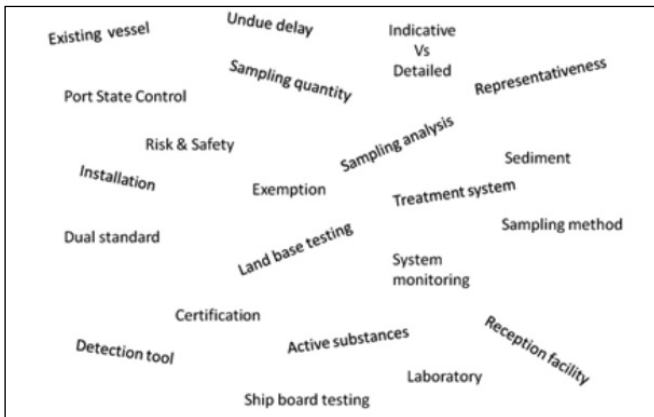 Existing vessel
Undue delay
Indicative
Vs
Detailed
Sampling quantity
Representativeness
Port State Control
Risk & Safety
Sampling analysis
Sediment
Installation
Exemption
Treatment system
Dual standard
Land base testing
Sampling method
System
monitoring
Certification
Detection tool
Active substances
Reception facility
Laboratory
Ship board testing